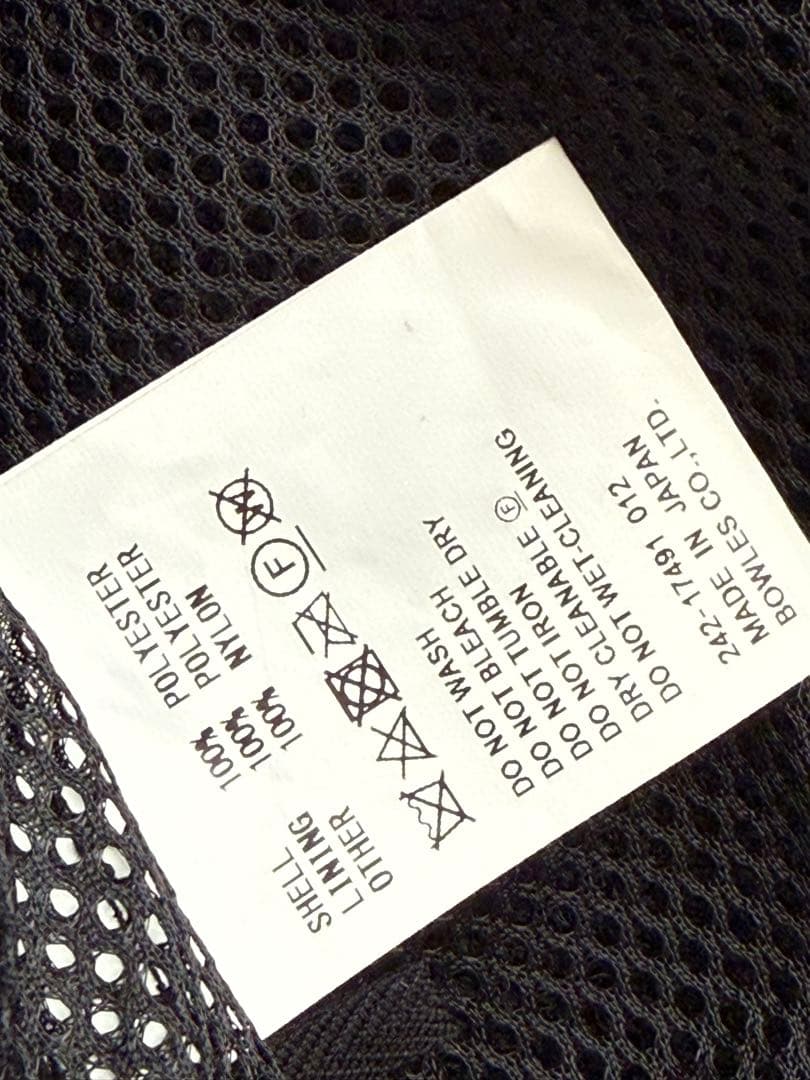 SHELL 100% POLYESTER
LINING 100% POLYESTER
OTHER 100% NYLON
F W
DO NOT WASH
DO NOT BLEACH
DO NOT TUMBLE DRY
DO NOT IRON
DRY CLEANABLE Ⓕ
DO NOT WET-CLEANING
242-17491 012
MADE IN JAPAN
BOWLES CO.,LTD.